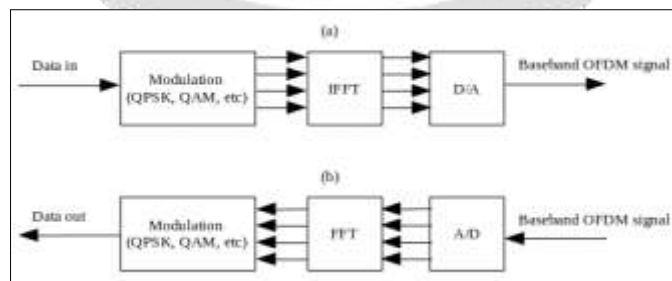 (a)
Data in
Modulation
(QPSK, QAM, etc)
IFFT
D/A
Baseband OFDM signal
(b)
Data out
Modulation
(QPSK, QAM, etc)
FFT
A/D
Baseband OFDM signal